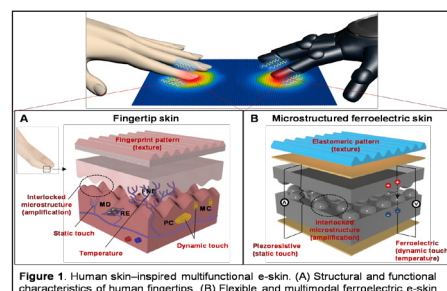 A
Fingertip skin
Fingerprint pattern
(texture)
Interlocked
microstructure
(amplification)
FNE
MD
RE
MC
PC
Static touch
Temperature
Dynamic touch
B
Microstructured ferroelectric skin
Elastomeric pattern
(texture)
A
V
Interlocked
microstructure
(amplification)
Piezoresistive
(static touch)
Ferroelectric
(dynamic touch
temperature)
Figure 1. Human skin–inspired multifunctional e-skin. (A) Structural and functional
characteristics of human fingertips. (B) Flexible and multimodal ferroelectric e-skin